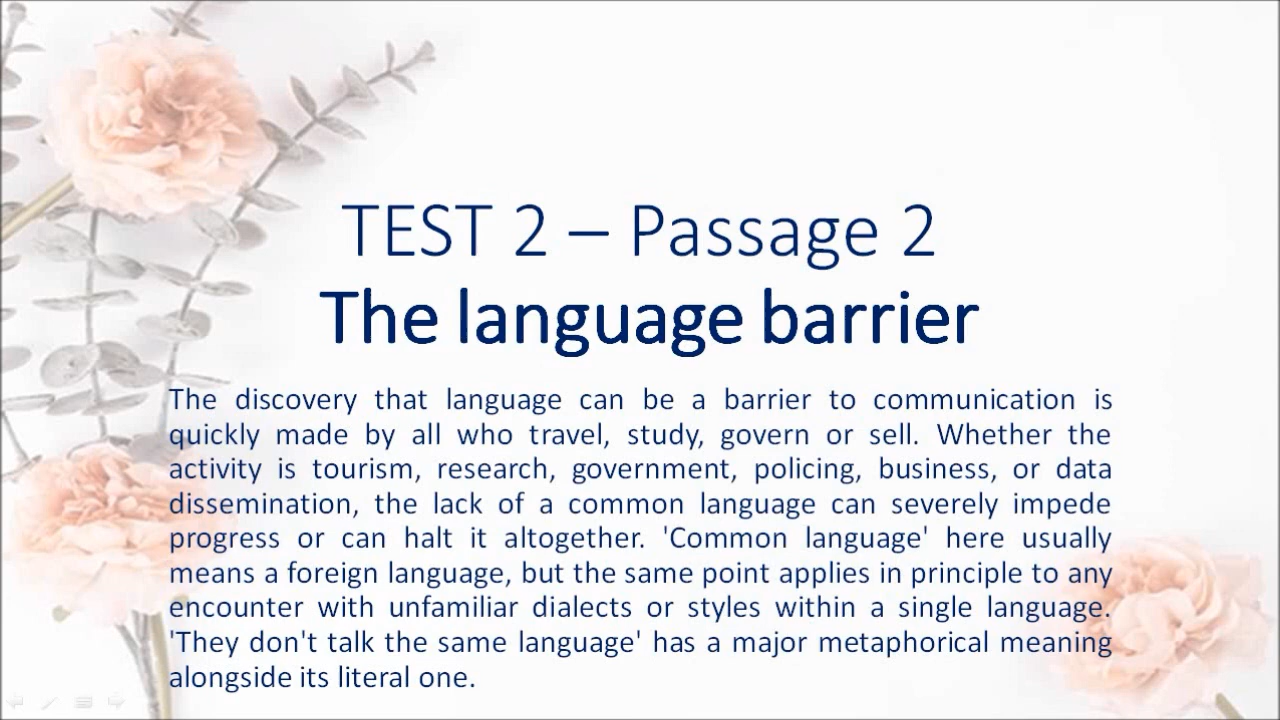 TEST 2 – Passage 2
The language barrier
The discovery that language can be a barrier to communication is
quickly made by all who travel, study, govern or sell. Whether the
activity is tourism, research, government, policing, business, or data
dissemination, the lack of a common language can severely impede
progress or can halt it altogether. 'Common language' here usually
means a foreign language, but the same point applies in principle to any
encounter with unfamiliar dialects or styles within a single language.
'They don't talk the same language' has a major metaphorical meaning
alongside its literal one.